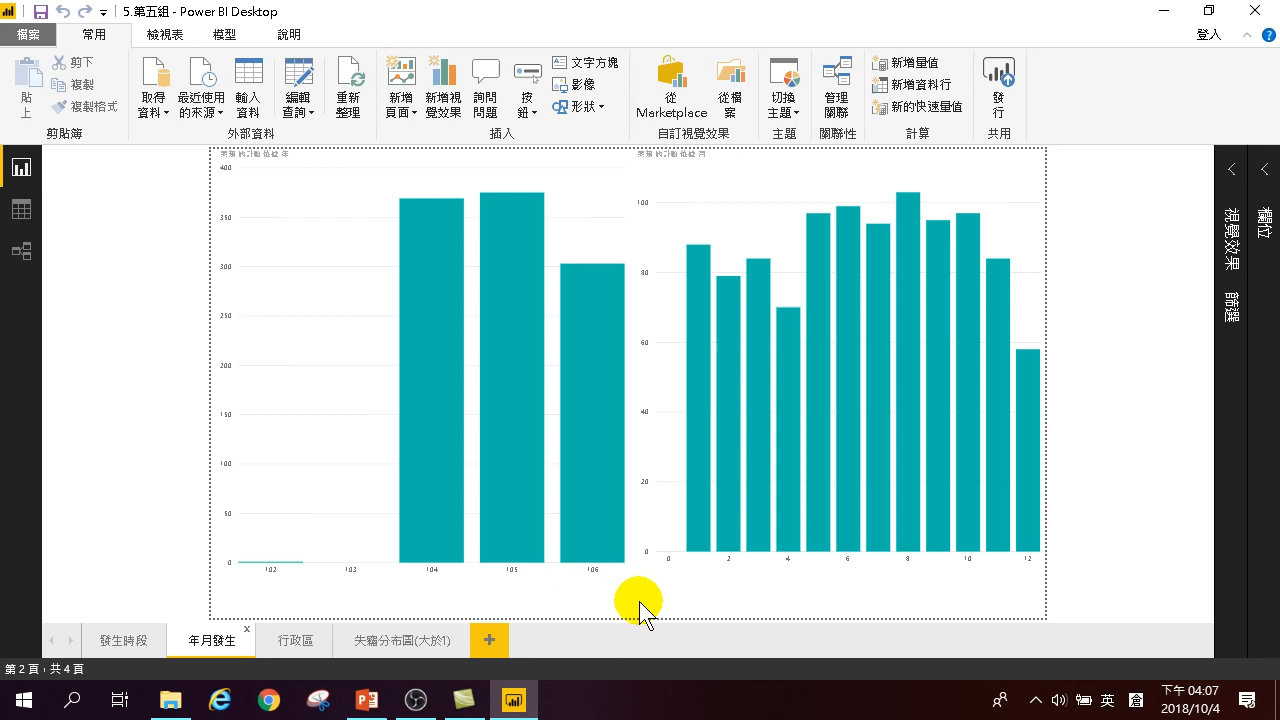 5.第五組 - Power BI Desktop
檔案 常用 檢視表 模型 說明 登入
貼上 剪下 複製 複製格式
取得資料 最近使用的來源 輸入資料 編輯查詢 重新整理
新增頁面 新增視覺效果 詢問問題 按鈕 文字方塊 影像 形狀
從 Marketplace 從檔案 切換主題 管理關聯 新增量值 新增資料行 新的快速量值 發行
剪貼簿 外部資料 插入 自訂視覺效果 主題 關聯性 計算 共用
400
350
300
250
200
150
100
50
0
102 103 104 105 106
100
80
60
40
20
0
0 2 4 6 8 10 12
視覺效果 篩選
欄位
發生時段 年月發生 x 行政區 失竊分布圖(大於1) +
第 2 頁，共 4 頁
英 下午 04:07
2018/10/4